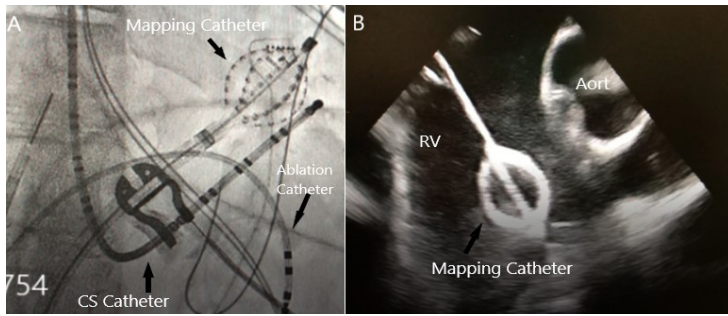 A
Mapping Catheter
Ablation
Catheter
754
CS Catheter
B
Aort
RV
Mapping Catheter